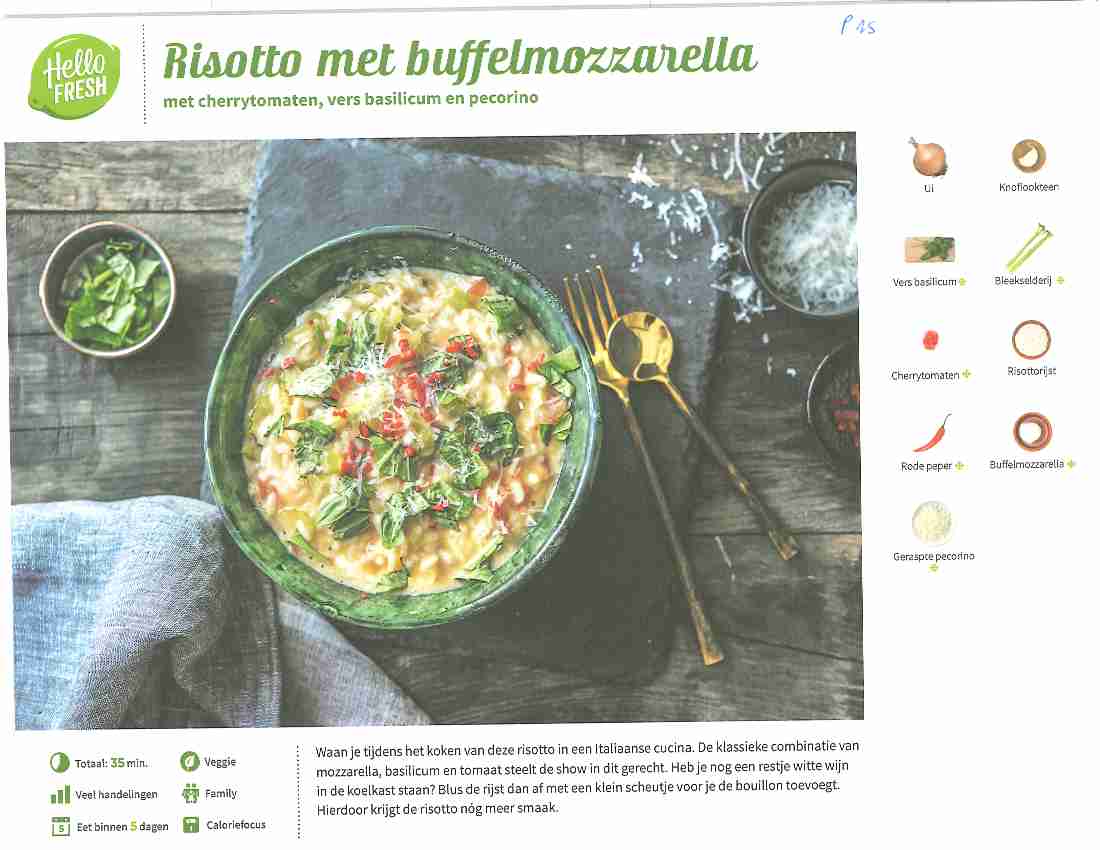 P 15
Hello
FRESH
Risotto met buffelmozzarella
met cherrytomaten, vers basilicum en pecorino
Ui
Knoflookteen
Vers basilicum
Bleekselderij
Cherrytomaten
Risottorijst
Rode peper
Buffelmozzarella
Geraspte pecorino
Totaal: 35 min.
Veggie
Veel handelingen
Family
5
Eet binnen 5 dagen
Caloriefocus
Waan je tijdens het koken van deze risotto in een Italiaanse cucina. De klassieke combinatie van
mozzarella, basilicum en tomaat steelt de show in dit gerecht. Heb je nog een restje witte wijn
in de koelkast staan? Blus de rijst dan af met een klein scheutje voor je de bouillon toevoegt.
Hierdoor krijgt de risotto nóg meer smaak.